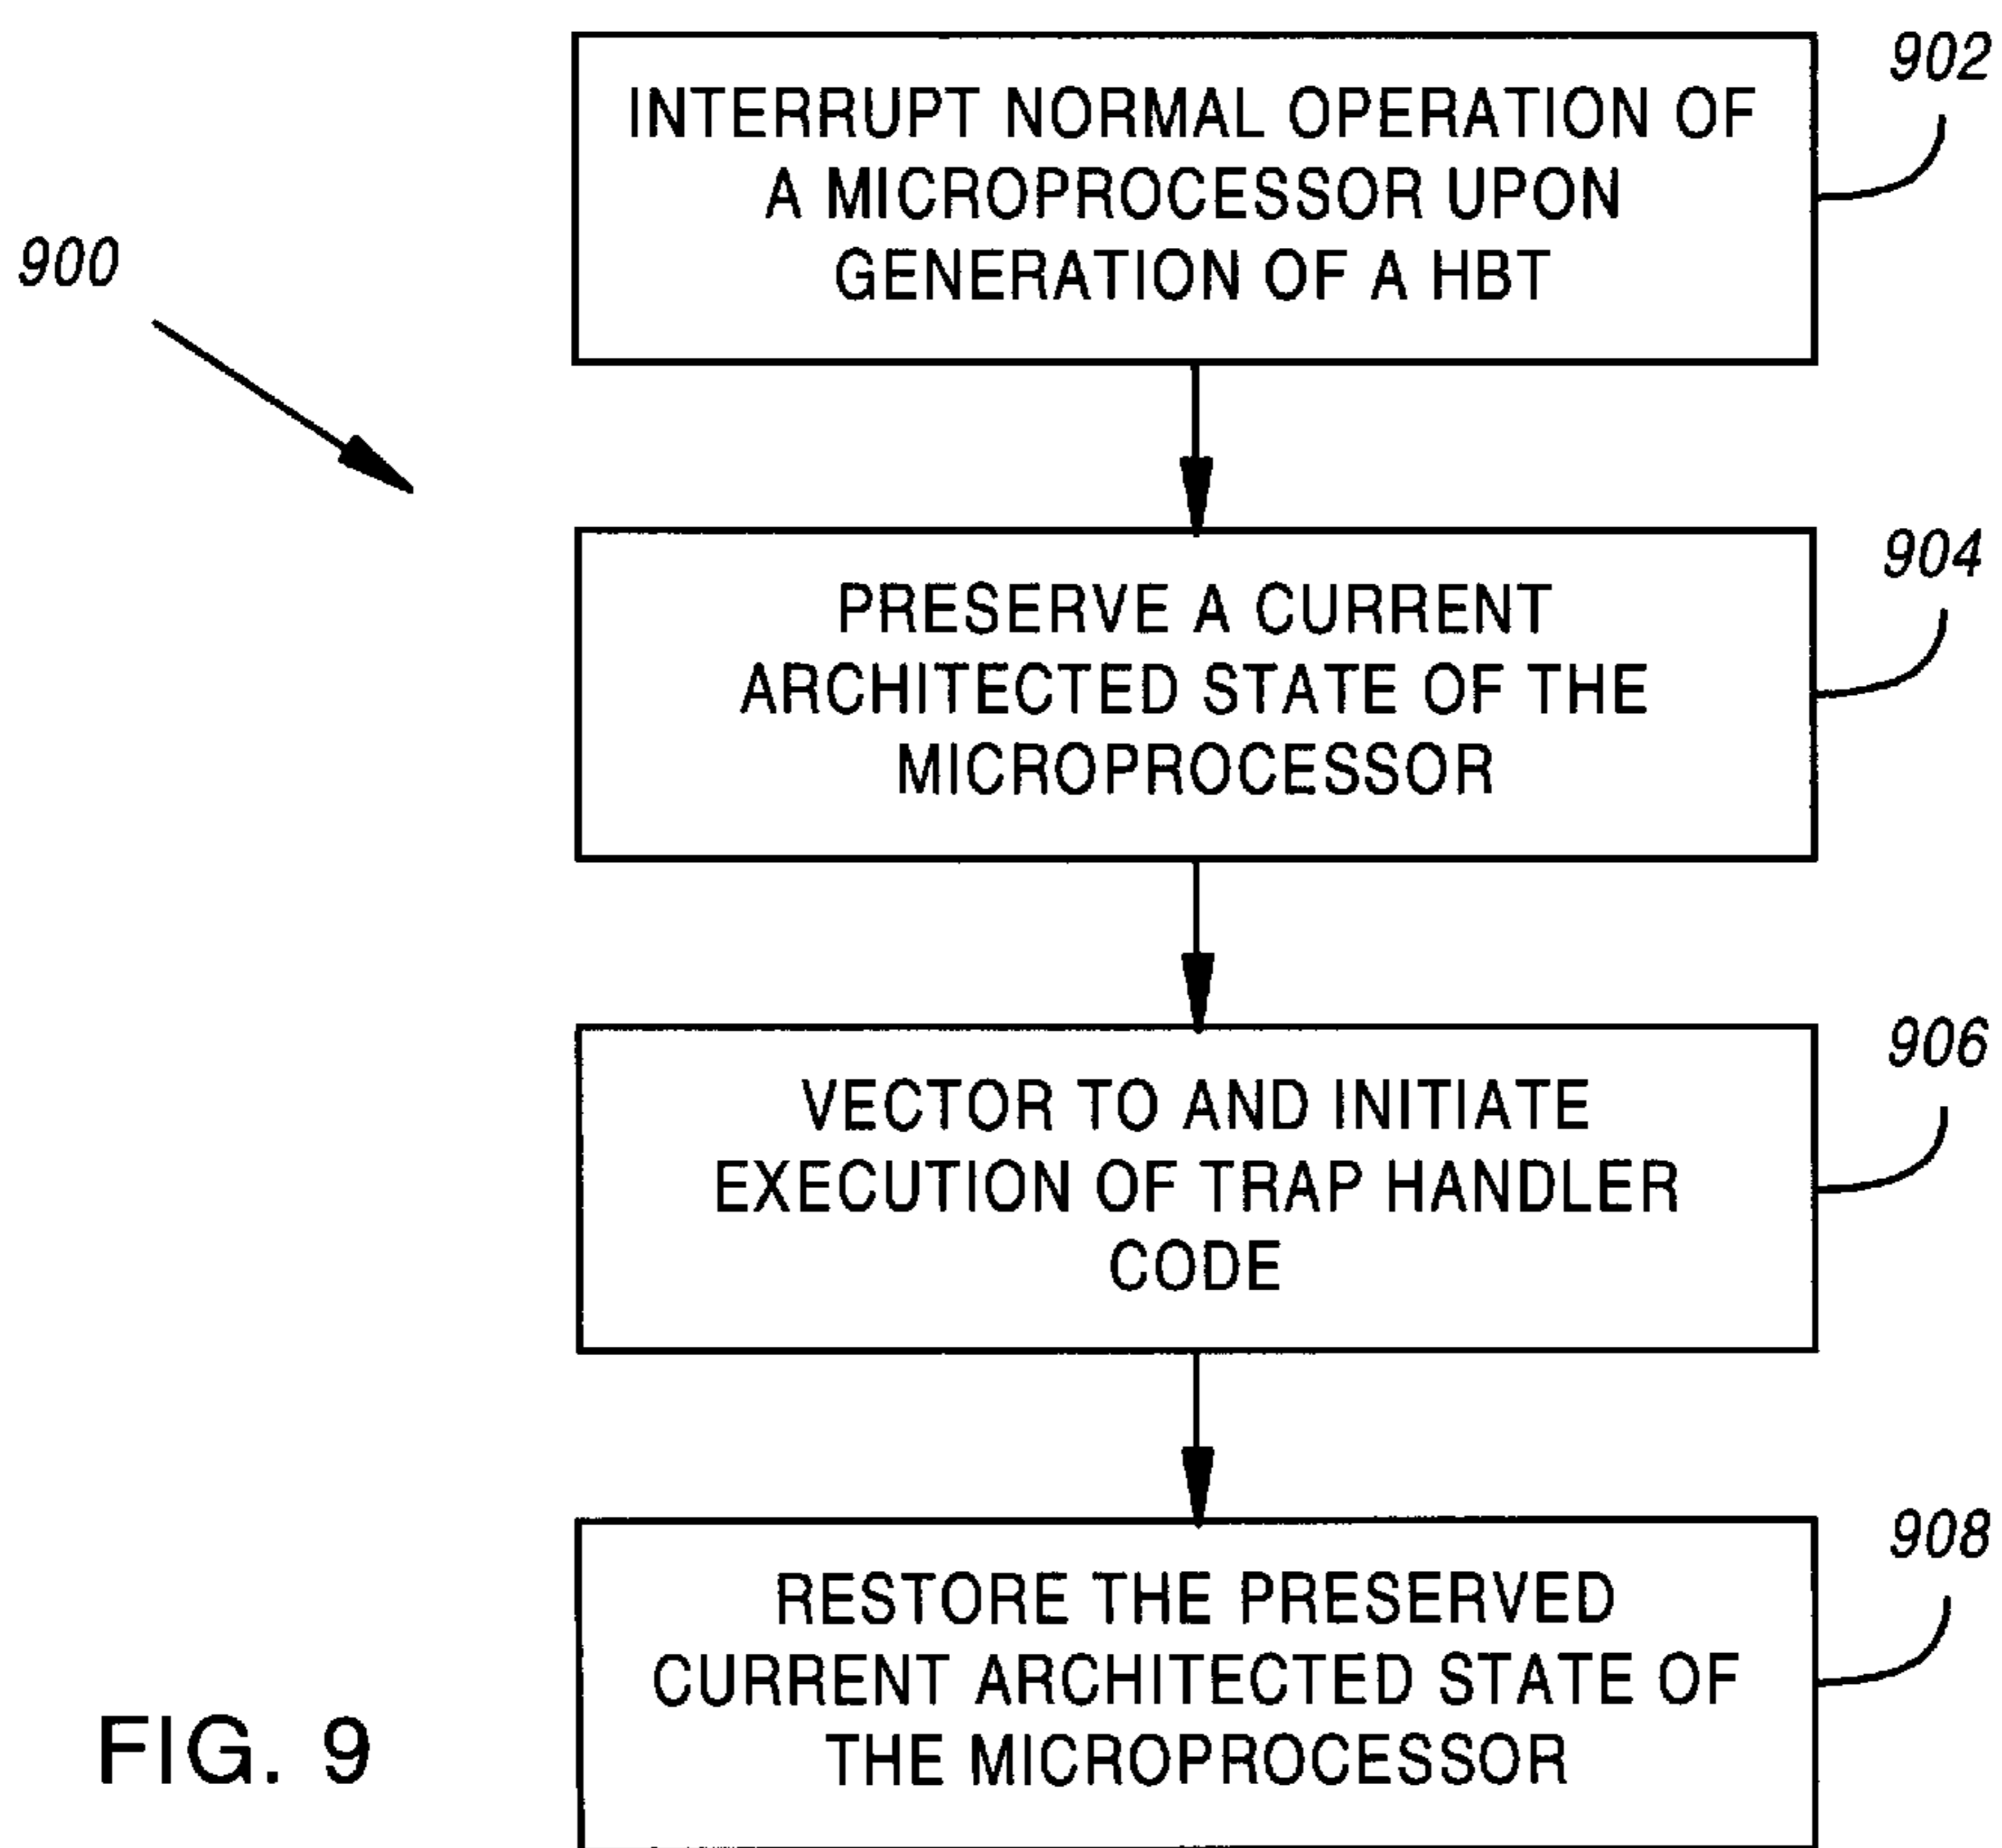 902
INTERRUPT NORMAL OPERATION OF
A MICROPROCESSOR UPON
GENERATION OF A HBT
900
904
PRESERVE A CURRENT
ARCHITECTED STATE OF THE
MICROPROCESSOR
906
VECTOR TO AND INITIATE
EXECUTION OF TRAP HANDLER
CODE
908
RESTORE THE PRESERVED
CURRENT ARCHITECTED STATE OF
THE MICROPROCESSOR
FIG. 9